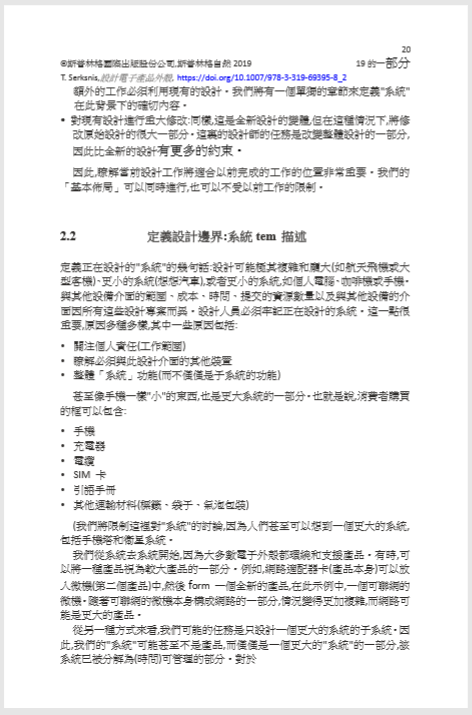 20
©斯普林格國際出版股份公司,斯普林格自然 2019 19 的一部分
T. Serksnis,設計電子產品外殼, https://doi.org/10.1007/978-3-319-69395-8_2
額外的工作必須利用現有的設計。我們將有一個單獨的章節來定義"系統"
在此背景下的確切內容。
• 對現有設計進行重大修改:同樣,這是全新設計的變體,但在這種情況下,將修
改原始設計的很大一部分。這裏的設計師的任務是改變整體設計的一部分,
因此比全新的設計有更多的約束。
因此,瞭解當前設計工作將適合以前完成的工作的位置非常重要。我們的
「基本佈局」可以同時進行,也可以不受以前工作的限制。
2.2 定義設計邊界:系統 tem 描述
定義正在設計的"系統"的幾句話:設計可能極其複雜和龐大(如航天飛機或大
型客機)、更小的系統(想想汽車),或者更小的系統,如個人電腦、咖啡機或手機。
與其他設備介面的範圍、成本、時間、提交的資源數量以及與其他設備的介
面因所有這些設計專案而異。設計人員必須牢記正在設計的系統。這一點很
重要,原因多種多樣,其中一些原因包括:
• 關注個人責任(工作範圍)
• 瞭解必須與此設計介面的其他裝置
• 整體「系統」功能(而不僅僅是子系統的功能)
甚至像手機一樣"小"的東西,也是更大系統的一部分。也就是說,消費者購買
的框可以包含:
• 手機
• 充電器
• 電纜
• SIM 卡
• 引語手冊
• 其他運輸材料(標籤、袋子、氣泡包裝)
(我們將限制這裡對"系統"的討論,因為人們甚至可以想到一個更大的系統,
包括手機塔和衛星系統。
我們從系統去系統開始,因為大多數電子外殼都環繞和支援產品。有時,可
以將一種產品視為較大產品的一部分。例如,網路適配器卡(產品本身)可以放
入微機(第二個產品)中,然後 form 一個全新的產品,在此示例中,一個可聯網的
微機。隨著可聯網的微機本身構成網路的一部分,情況變得更加複雜,而網路可
能是更大的產品。
從另一種方式來看,我們可能的任務是只設計一個更大的系統的子系統。因
此,我們的"系統"可能甚至不是產品,而僅僅是一個更大的"系統"的一部分,該
系統已被分解為(時間)可管理的部分。對於